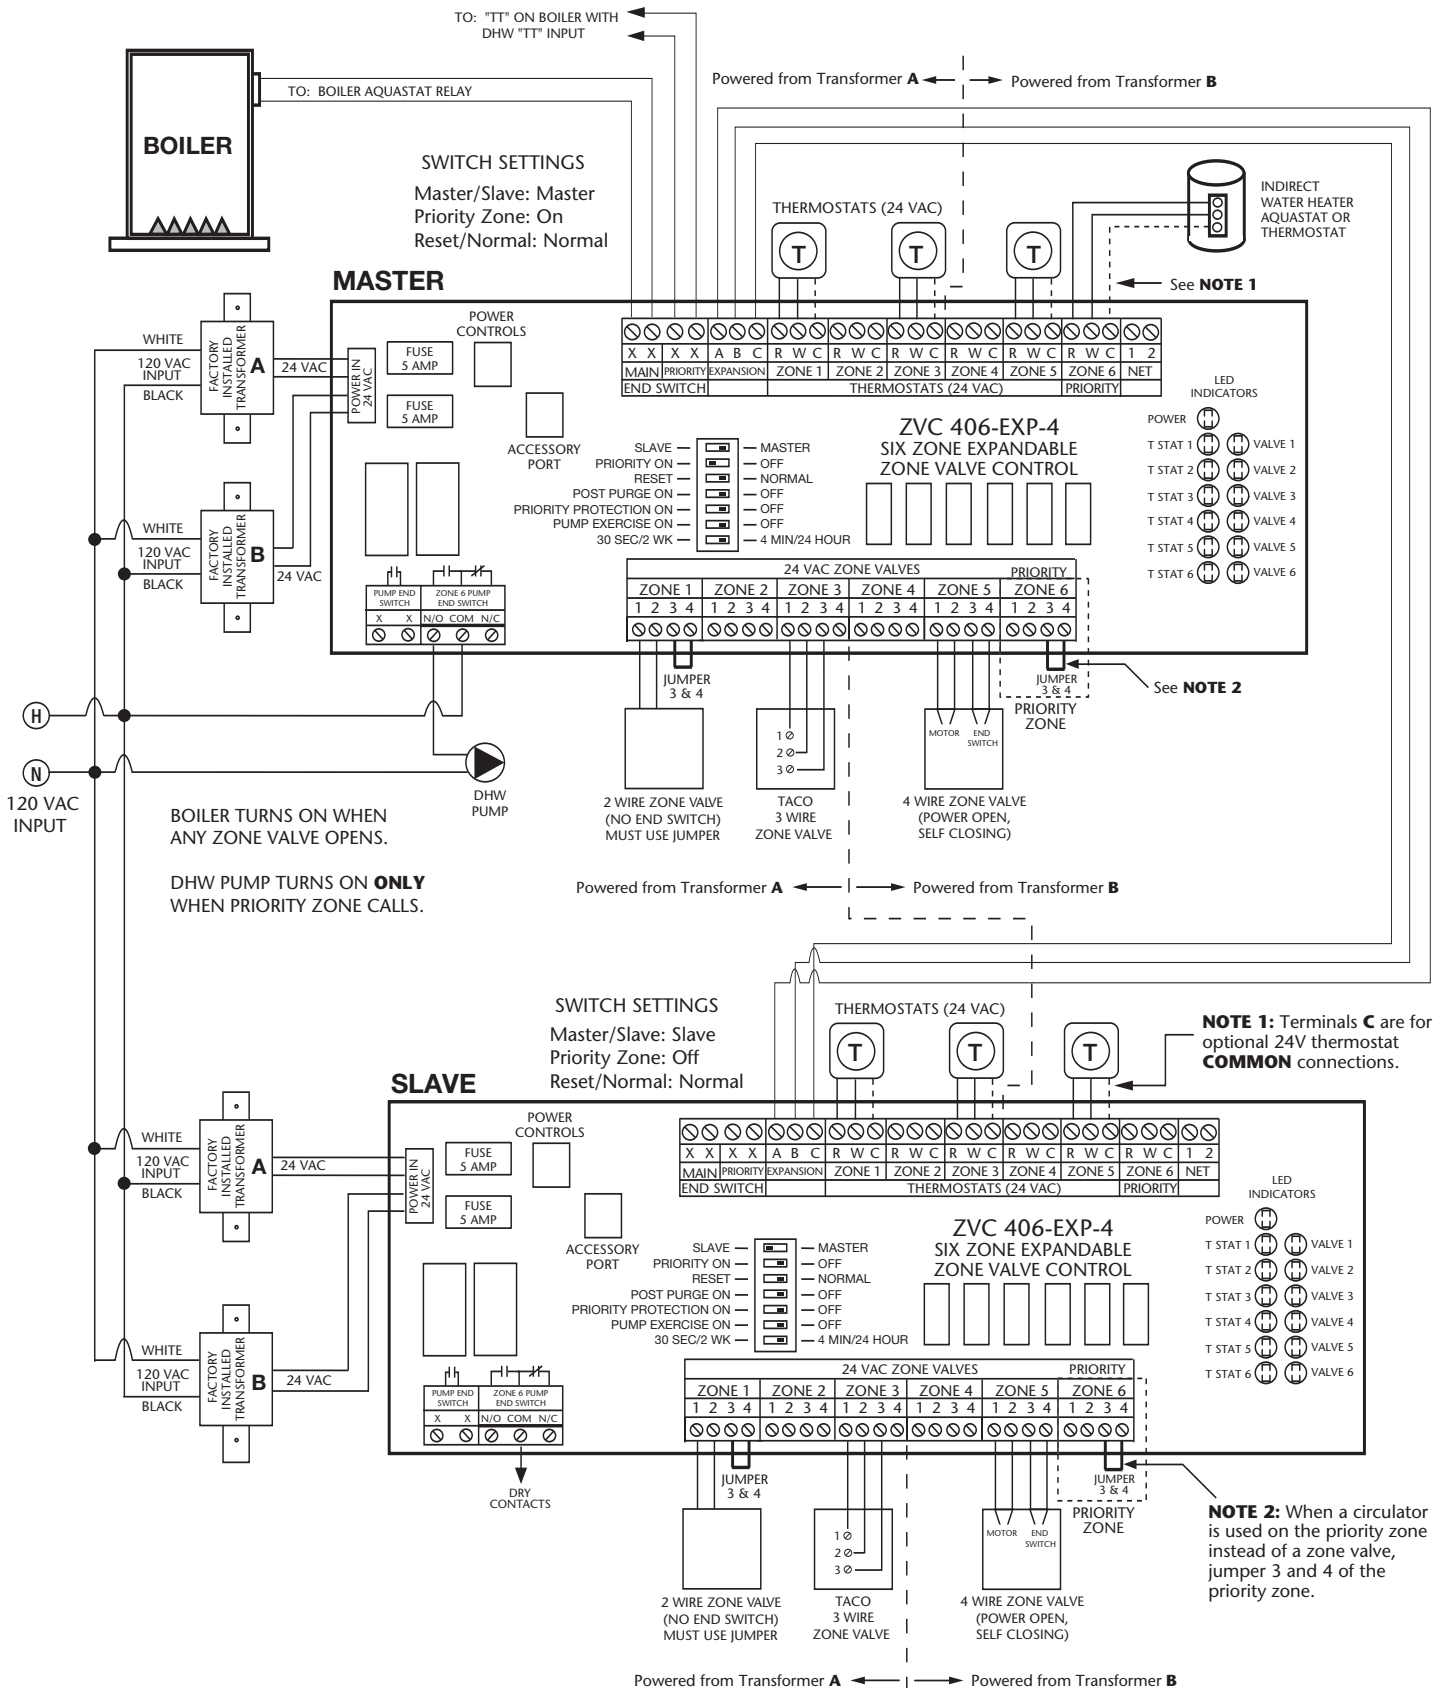 TO: "TT" ON BOILER WITH
DHW "TT" INPUT
Powered from Transformer A
Powered from Transformer B
TO: BOILER AQUASTAT RELAY
BOILER
SWITCH SETTINGS
Master/Slave: Master
Priority Zone: On
Reset/Normal: Normal
THERMOSTATS (24 VAC)
T T T
INDIRECT
WATER HEATER
AQUASTAT OR
THERMOSTAT
See NOTE 1
MASTER
WHITE
120 VAC
INPUT
BLACK
FACTORY
INSTALLED
TRANSFORMER
A
24 VAC
POWER IN
24 VAC
FUSE
5 AMP
FUSE
5 AMP
POWER
CONTROLS
ACCESSORY
PORT
X X X X A B C R W C R W C R W C R W C R W C R W C 1 2
MAIN PRIORITY EXPANSION ZONE 1 ZONE 2 ZONE 3 ZONE 4 ZONE 5 ZONE 6 NET
END SWITCH THERMOSTATS (24 VAC) PRIORITY
ZVC 406-EXP-4
SIX ZONE EXPANDABLE
ZONE VALVE CONTROL
SLAVE MASTER
PRIORITY ON OFF
RESET NORMAL
POST PURGE ON OFF
PRIORITY PROTECTION ON OFF
PUMP EXERCISE ON OFF
30 SEC/2 WK 4 MIN/24 HOUR
LED
INDICATORS
POWER
T STAT 1 VALVE 1
T STAT 2 VALVE 2
T STAT 3 VALVE 3
T STAT 4 VALVE 4
T STAT 5 VALVE 5
T STAT 6 VALVE 6
WHITE
120 VAC
INPUT
BLACK
FACTORY
INSTALLED
TRANSFORMER
B
24 VAC
PUMP END
SWITCH
X X
ZONE 6 PUMP
END SWITCH
N/O COM N/C
24 VAC ZONE VALVES PRIORITY
ZONE 1 ZONE 2 ZONE 3 ZONE 4 ZONE 5 ZONE 6
1 2 3 4 1 2 3 4 1 2 3 4 1 2 3 4 1 2 3 4 1 2 3 4
JUMPER
3 & 4
JUMPER
3 & 4
PRIORITY
ZONE
See NOTE 2
H
N
120 VAC
INPUT
DHW
PUMP
1
2
3
MOTOR
END
SWITCH
2 WIRE ZONE VALVE
(NO END SWITCH)
MUST USE JUMPER
TACO
3 WIRE
ZONE VALVE
4 WIRE ZONE VALVE
(POWER OPEN,
SELF CLOSING)
BOILER TURNS ON WHEN
ANY ZONE VALVE OPENS.
DHW PUMP TURNS ON ONLY
WHEN PRIORITY ZONE CALLS.
Powered from Transformer A
Powered from Transformer B
SWITCH SETTINGS
Master/Slave: Slave
Priority Zone: Off
Reset/Normal: Normal
THERMOSTATS (24 VAC)
T T T
NOTE 1: Terminals C are for
optional 24V thermostat
COMMON connections.
SLAVE
WHITE
120 VAC
INPUT
BLACK
FACTORY
INSTALLED
TRANSFORMER
A
24 VAC
POWER IN
24 VAC
FUSE
5 AMP
FUSE
5 AMP
POWER
CONTROLS
ACCESSORY
PORT
X X X X A B C R W C R W C R W C R W C R W C R W C 1 2
MAIN PRIORITY EXPANSION ZONE 1 ZONE 2 ZONE 3 ZONE 4 ZONE 5 ZONE 6 NET
END SWITCH THERMOSTATS (24 VAC) PRIORITY
ZVC 406-EXP-4
SIX ZONE EXPANDABLE
ZONE VALVE CONTROL
SLAVE MASTER
PRIORITY ON OFF
RESET NORMAL
POST PURGE ON OFF
PRIORITY PROTECTION ON OFF
PUMP EXERCISE ON OFF
30 SEC/2 WK 4 MIN/24 HOUR
LED
INDICATORS
POWER
T STAT 1 VALVE 1
T STAT 2 VALVE 2
T STAT 3 VALVE 3
T STAT 4 VALVE 4
T STAT 5 VALVE 5
T STAT 6 VALVE 6
WHITE
120 VAC
INPUT
BLACK
FACTORY
INSTALLED
TRANSFORMER
B
24 VAC
PUMP END
SWITCH
X X
ZONE 6 PUMP
END SWITCH
N/O COM N/C
DRY
CONTACTS
24 VAC ZONE VALVES PRIORITY
ZONE 1 ZONE 2 ZONE 3 ZONE 4 ZONE 5 ZONE 6
1 2 3 4 1 2 3 4 1 2 3 4 1 2 3 4 1 2 3 4 1 2 3 4
JUMPER
3 & 4
JUMPER
3 & 4
PRIORITY
ZONE
1
2
3
MOTOR
END
SWITCH
2 WIRE ZONE VALVE
(NO END SWITCH)
MUST USE JUMPER
TACO
3 WIRE
ZONE VALVE
4 WIRE ZONE VALVE
(POWER OPEN,
SELF CLOSING)
NOTE 2: When a circulator
is used on the priority zone
instead of a zone valve,
jumper 3 and 4 of the
priority zone.
Powered from Transformer A
Powered from Transformer B